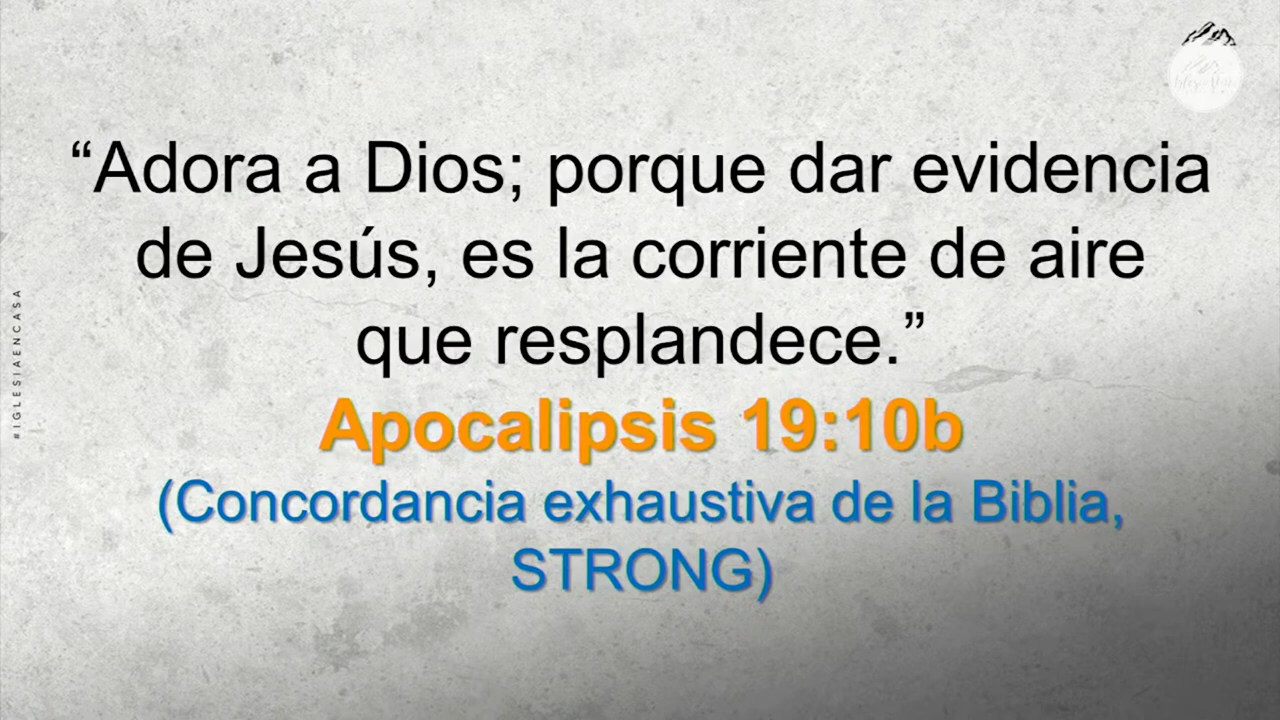 “Adora a Dios; porque dar evidencia
de Jesús, es la corriente de aire
que resplandece.”
Apocalipsis 19:10b
(Concordancia exhaustiva de la Biblia,
STRONG)
#IGLESIAENCASA